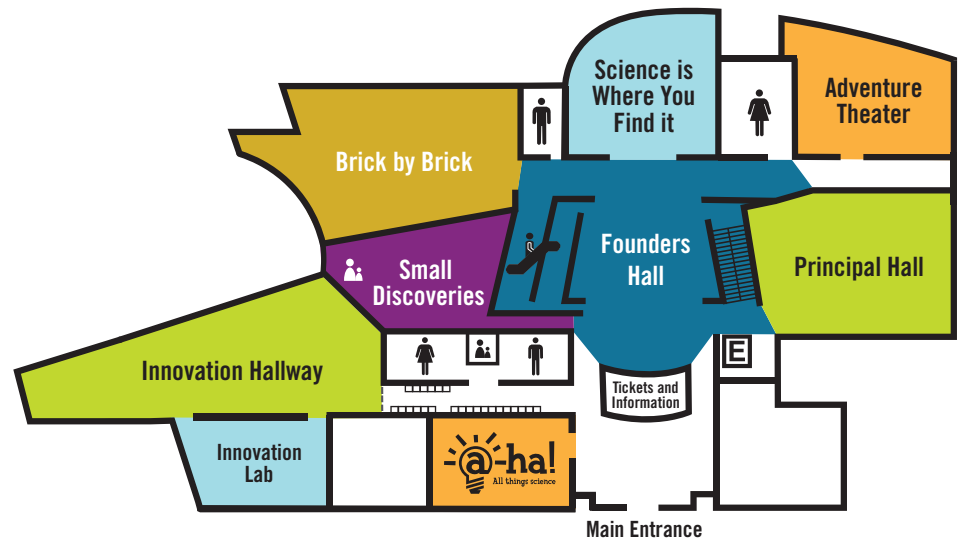 Science is
Where You
Find it
Adventure
Theater
Brick by Brick
Founders
Hall
Small
Discoveries
Principal Hall
Innovation Hallway
E
Tickets and
Information
Innovation
Lab
@-ha!
All things science
Main Entrance